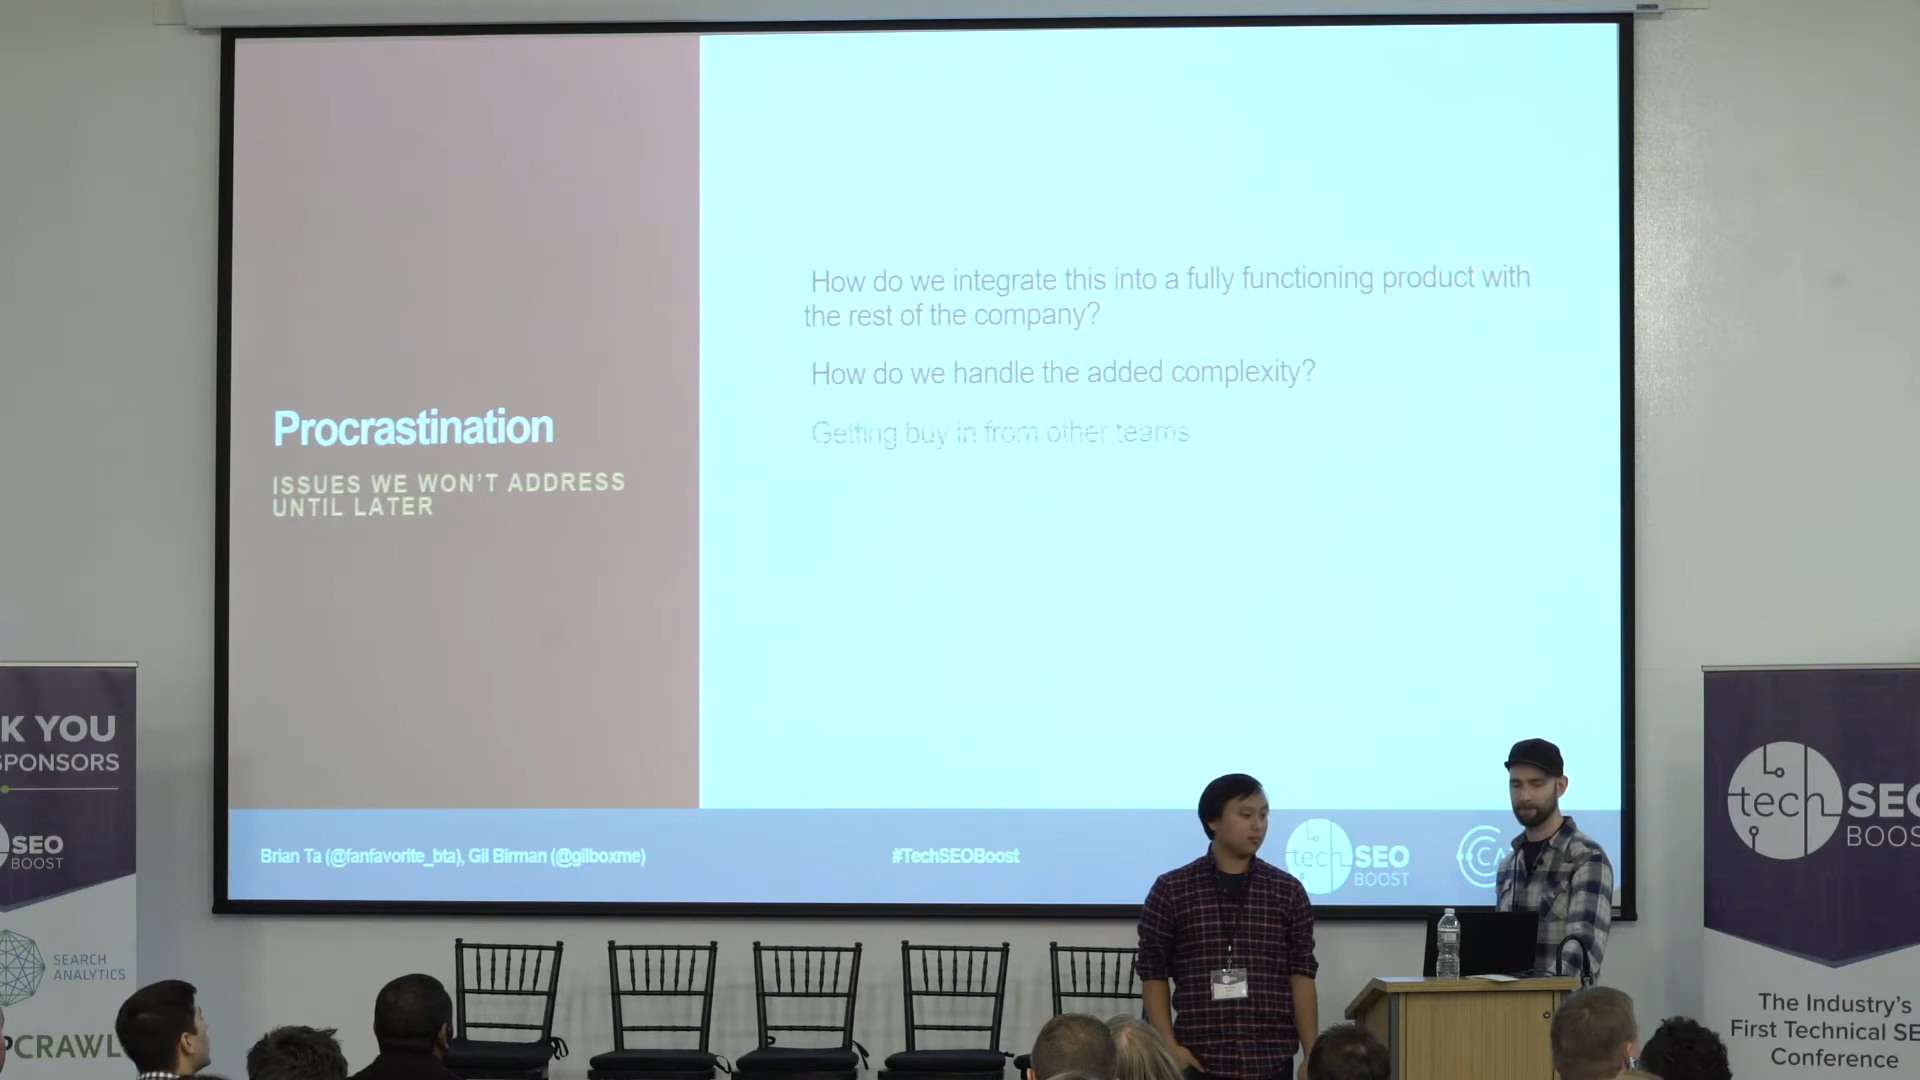 Procrastination
ISSUES WE WON'T ADDRESS
UNTIL LATER
How do we integrate this into a fully functioning product with
the rest of the company?
How do we handle the added complexity?
Getting buy in from other teams
Brian Ta (@fanfavorite_bta), Gil Birman (@gilboxme)
#TechSEOBoost
tech SEO
BOOST
CA
K YOU
SPONSORS
SEO
BOOST
SEARCH
ANALYTICS
PCRAWL
tech SEO
BOOS
The Industry's
First Technical SE
Conference